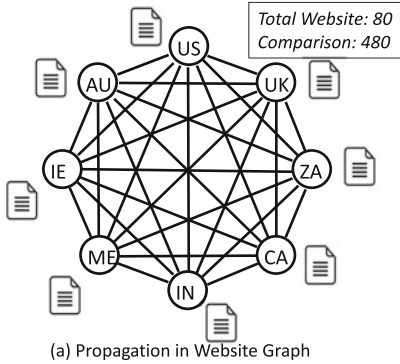 Total Website: 80
Comparison: 480
US
AU
UK
IE
ZA
ME
CA
IN
(a) Propagation in Website Graph